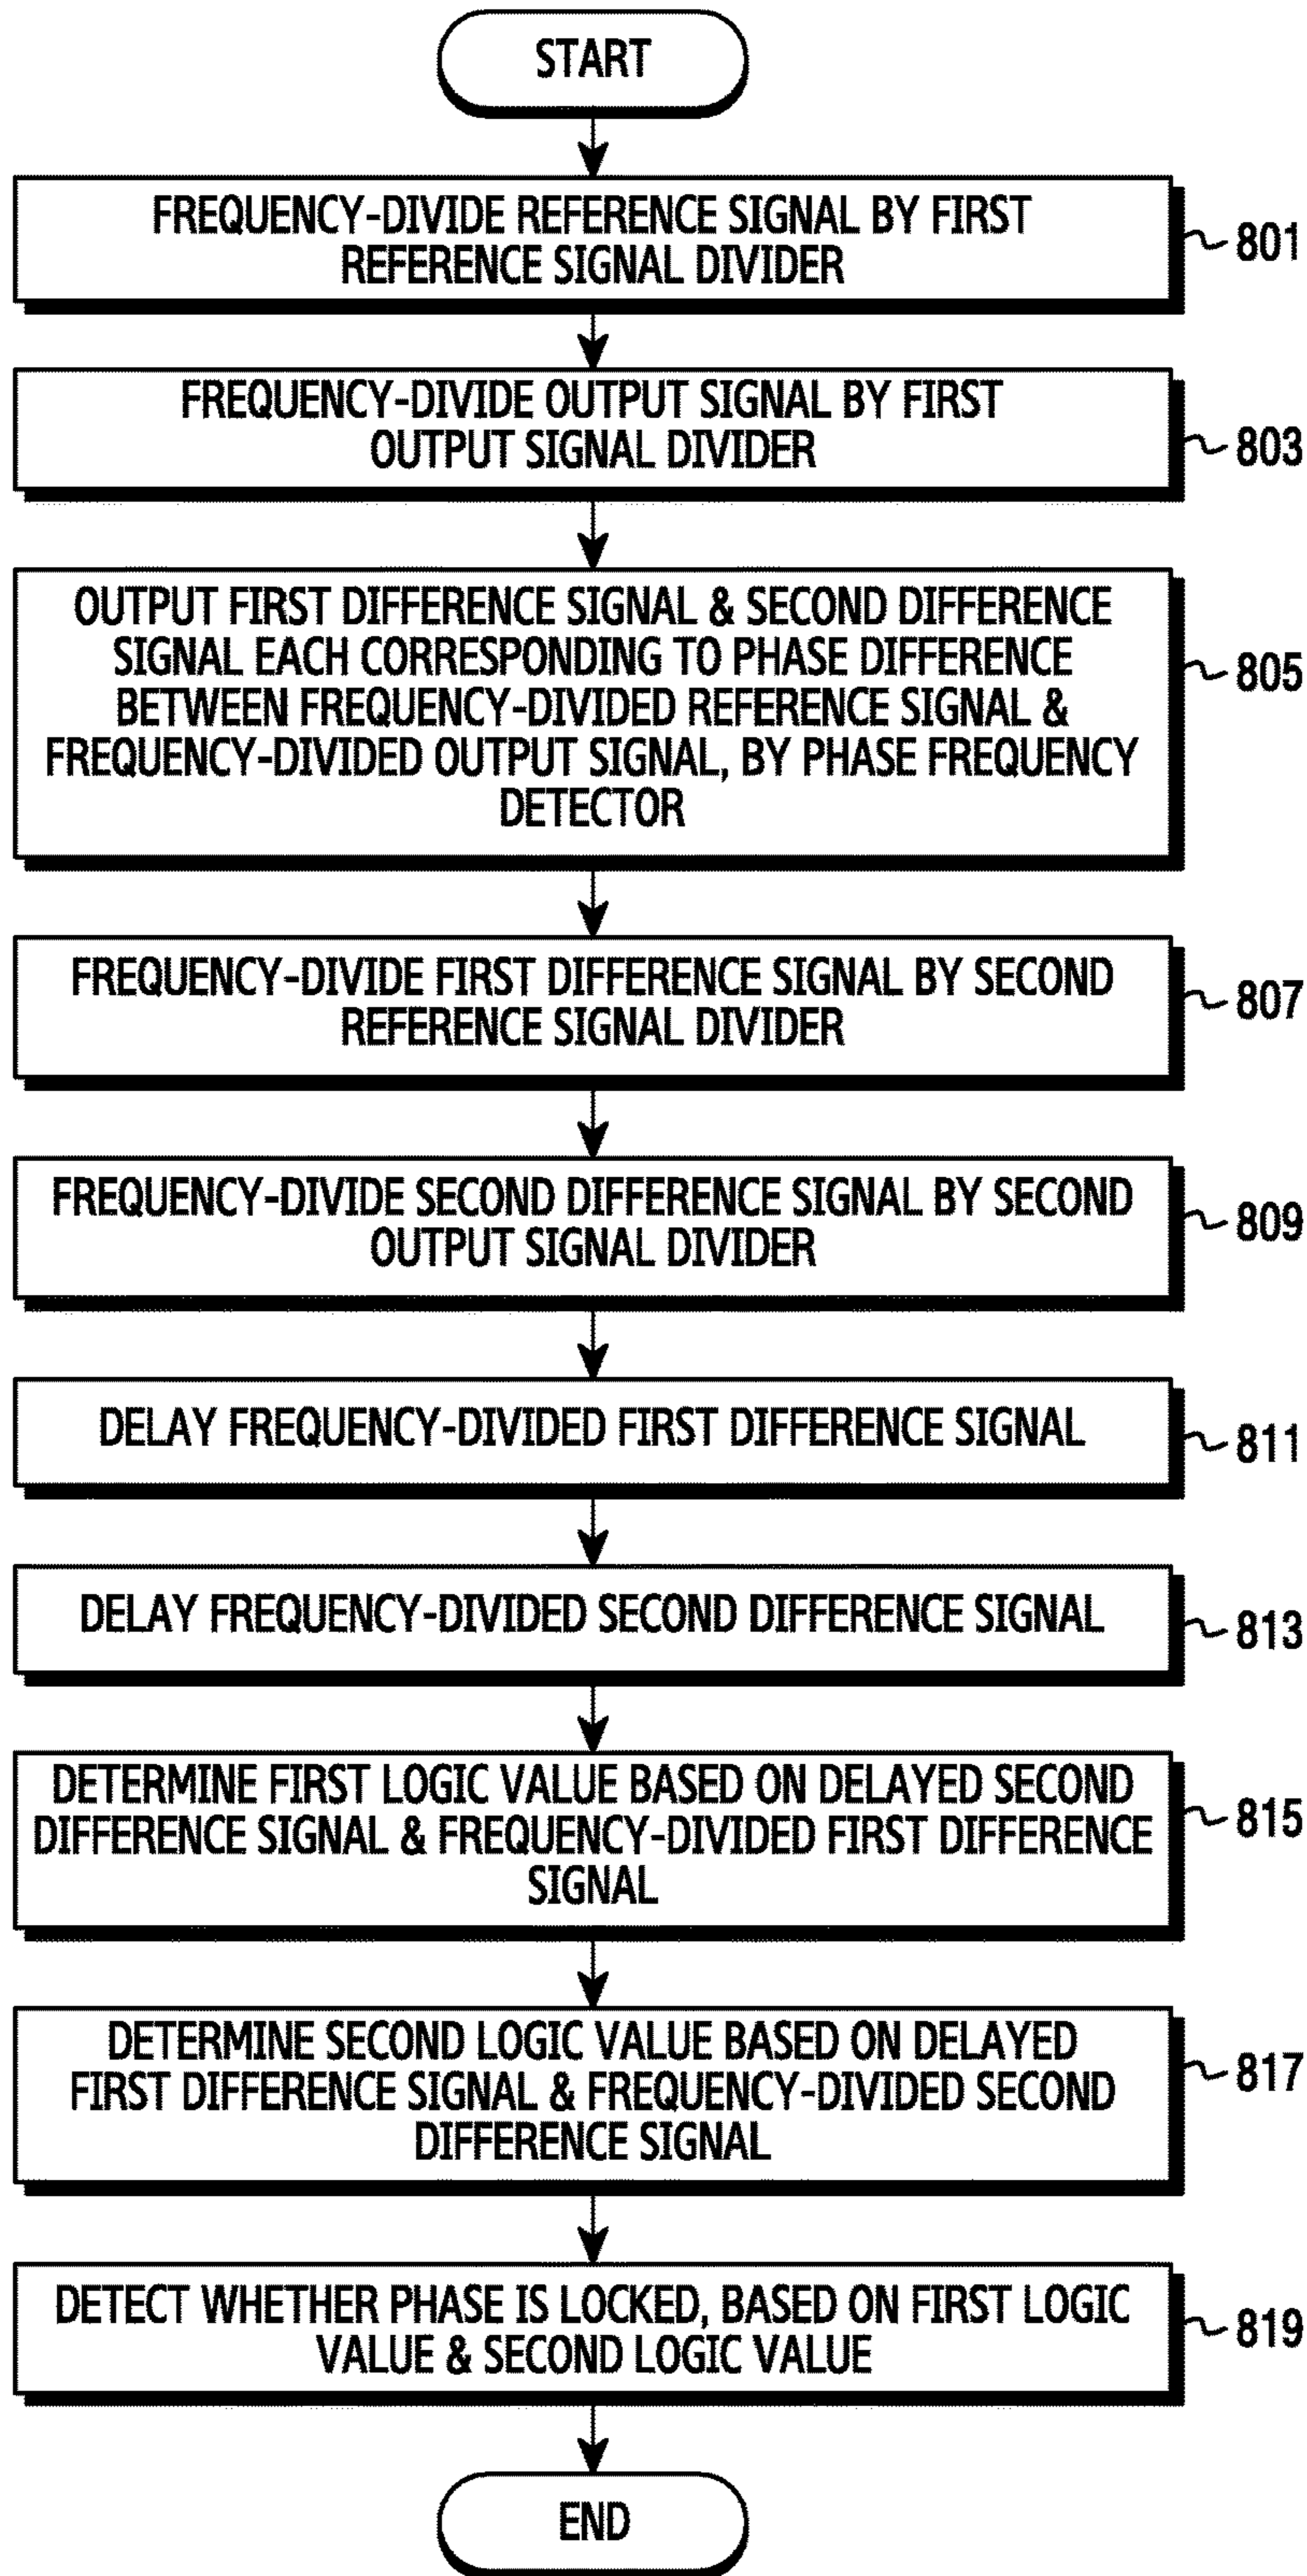 START
FREQUENCY-DIVIDE REFERENCE SIGNAL BY FIRST
REFERENCE SIGNAL DIVIDER
801
FREQUENCY-DIVIDE OUTPUT SIGNAL BY FIRST
OUTPUT SIGNAL DIVIDER
803
OUTPUT FIRST DIFFERENCE SIGNAL & SECOND DIFFERENCE
SIGNAL EACH CORRESPONDING TO PHASE DIFFERENCE
BETWEEN FREQUENCY-DIVIDED REFERENCE SIGNAL &
FREQUENCY-DIVIDED OUTPUT SIGNAL, BY PHASE FREQUENCY
DETECTOR
805
FREQUENCY-DIVIDE FIRST DIFFERENCE SIGNAL BY SECOND
REFERENCE SIGNAL DIVIDER
807
FREQUENCY-DIVIDE SECOND DIFFERENCE SIGNAL BY SECOND
OUTPUT SIGNAL DIVIDER
809
DELAY FREQUENCY-DIVIDED FIRST DIFFERENCE SIGNAL
811
DELAY FREQUENCY-DIVIDED SECOND DIFFERENCE SIGNAL
813
DETERMINE FIRST LOGIC VALUE BASED ON DELAYED SECOND
DIFFERENCE SIGNAL & FREQUENCY-DIVIDED FIRST DIFFERENCE
SIGNAL
815
DETERMINE SECOND LOGIC VALUE BASED ON DELAYED
FIRST DIFFERENCE SIGNAL & FREQUENCY-DIVIDED SECOND
DIFFERENCE SIGNAL
817
DETECT WHETHER PHASE IS LOCKED, BASED ON FIRST LOGIC
VALUE & SECOND LOGIC VALUE
819
END